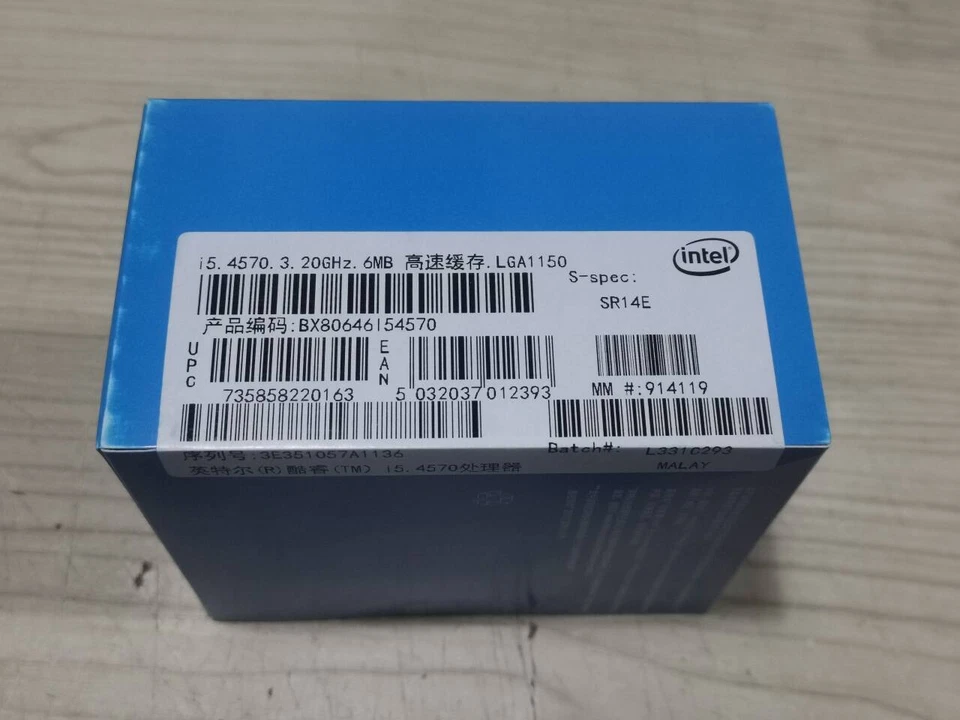 i5.4570.3.20GHz.6MB 高速缓存.LGA1150
intel
S-spec:
SR14E
产品编码:BX80646I54570
UPC
735858220163
EAN
5 032037 012393
MM #:914119
序列号:3E351057A1136
Batch#: L331C293
英特尔(R)酷睿(TM) i5.4570处理器
MALAY